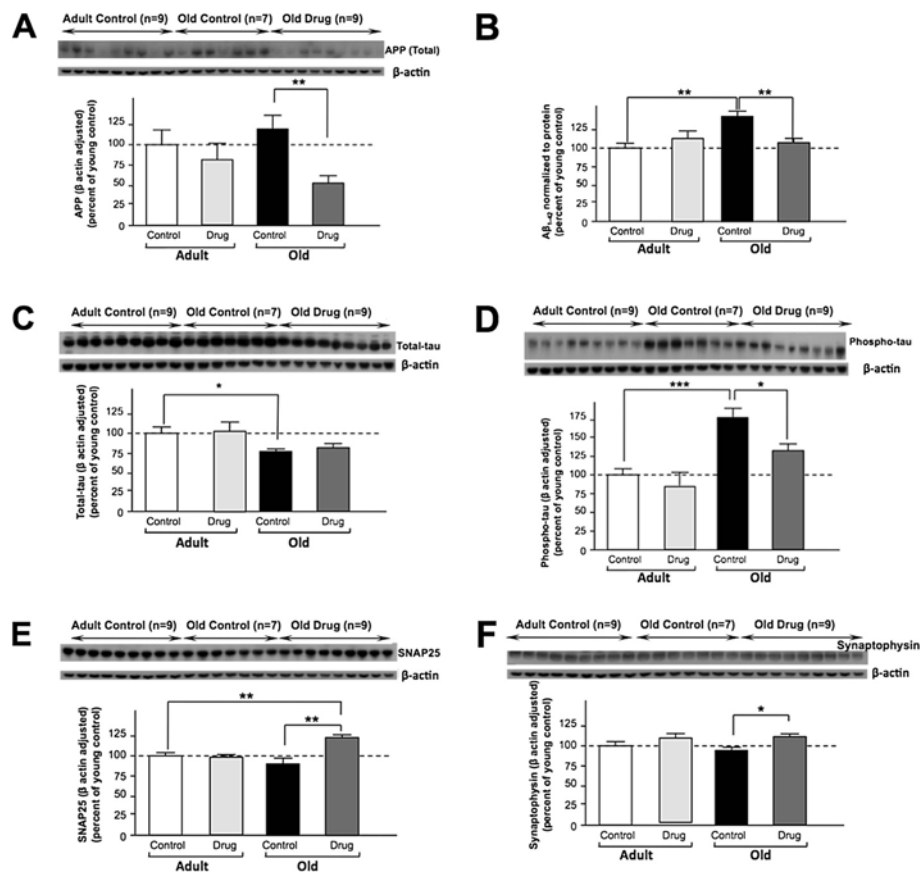 A
Adult Control (n=9) Old Control (n=7) Old Drug (n=9)
APP (Total)
β-actin
**
APP (β actin adjusted)
(percent of young control)
125
100
75
50
25
0
Control Drug Control Drug
Adult Old
B
** **
Aβ₁₋₄₂ normalized to protein
(percent of young control)
125
100
75
50
25
0
Control Drug Control Drug
Adult Old
C
Adult Control (n=9) Old Control (n=7) Old Drug (n=9)
Total-tau
β-actin
*
Total-tau (β actin adjusted)
(percent of young control)
125
100
75
50
25
0
Control Drug Control Drug
Adult Old
D
Adult Control (n=9) Old Control (n=7) Old Drug (n=9)
Phospho-tau
β-actin
*** *
Phospho-tau (β actin adjusted)
(percent of young control)
175
150
125
100
75
50
25
0
Control Drug Control Drug
Adult Old
E
Adult Control (n=9) Old Control (n=7) Old Drug (n=9)
SNAP25
β-actin
**
**
SNAP25 (β actin adjusted)
(percent of young control)
125
100
75
50
25
0
Control Drug Control Drug
Adult Old
F
Adult Control (n=9) Old Control (n=7) Old Drug (n=9)
Synaptophysin
β-actin
*
Synaptophysin (β actin adjusted)
(percent of young control)
125
100
75
50
25
0
Control Drug Control Drug
Adult Old